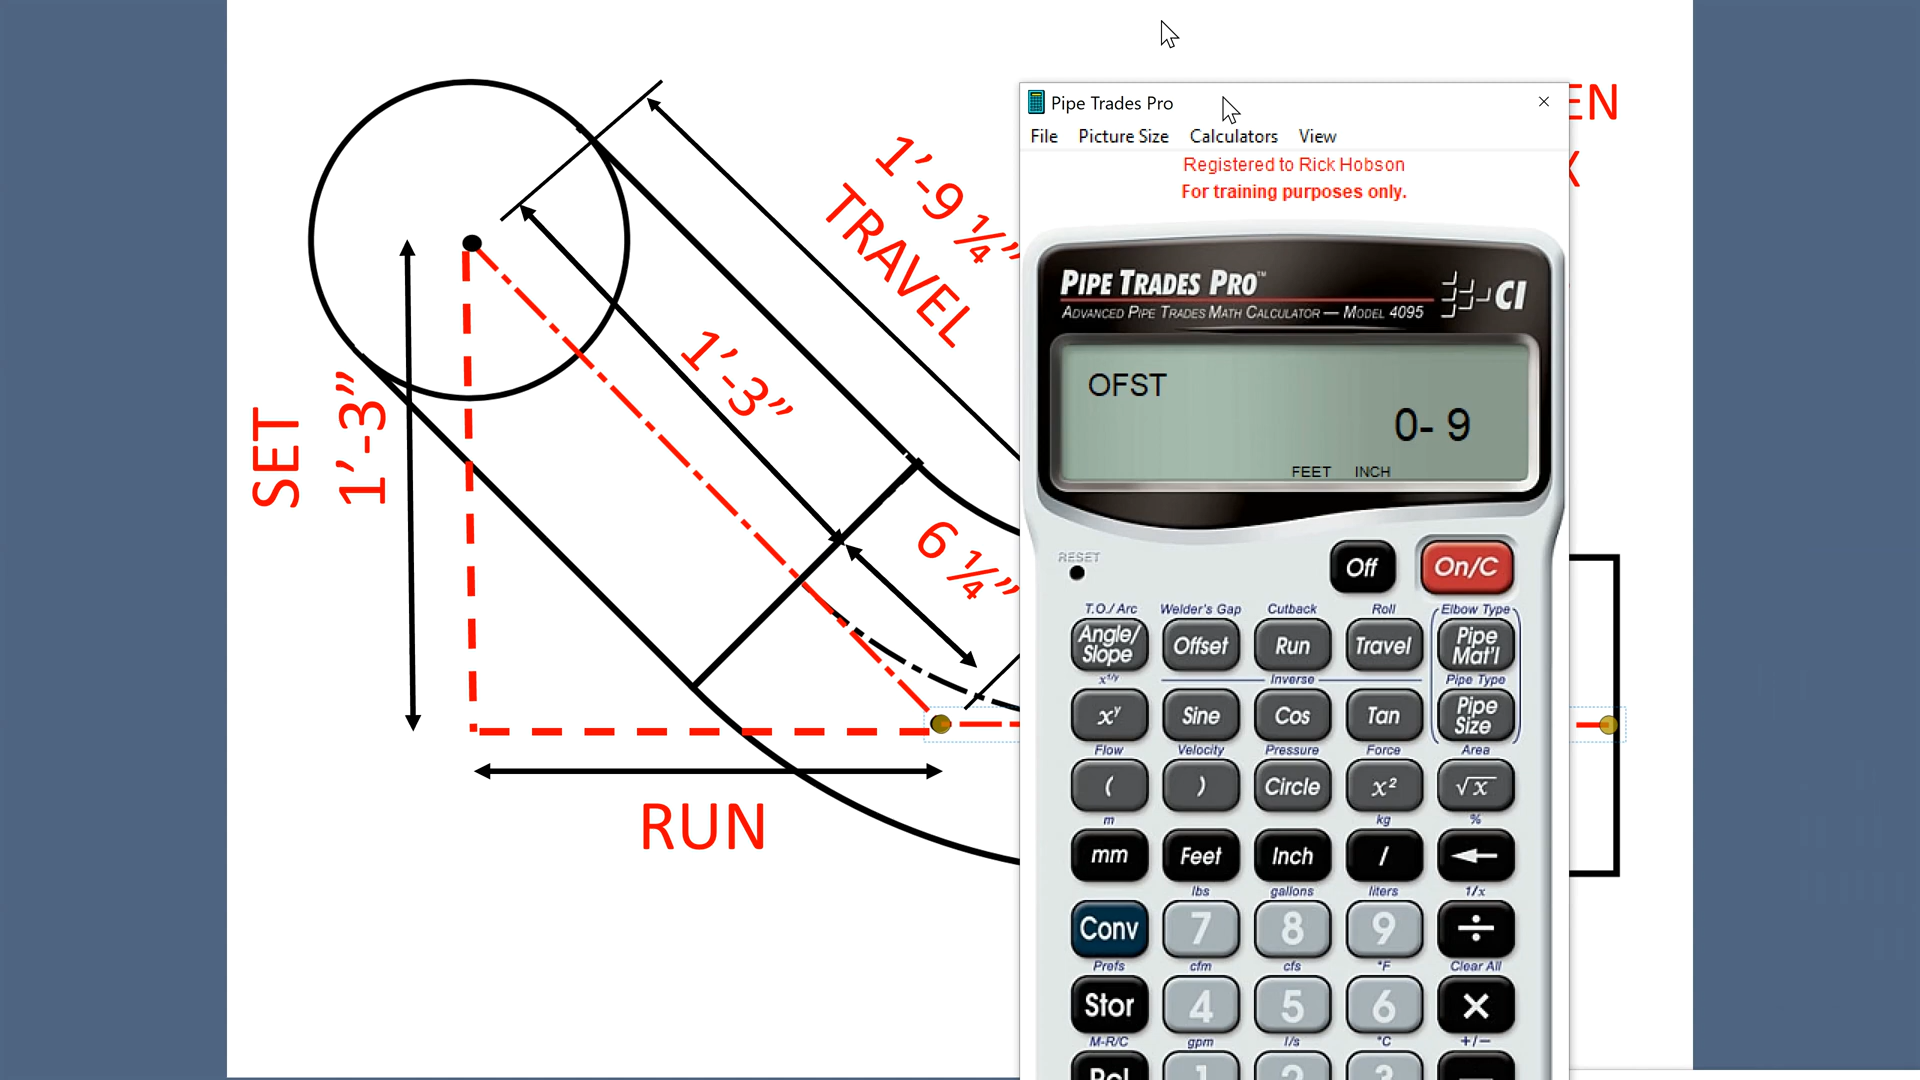 SET
1’-3”
1’-9 ¼”
TRAVEL
1’-3”
6 ¼”
RUN
EN
X
Pipe Trades Pro
File Picture Size Calculators View
Registered to Rick Hobson
For training purposes only.
PIPE TRADES PRO™
CI
ADVANCED PIPE TRADES MATH CALCULATOR — MODEL 4095
OFST
0- 9
FEET INCH
RESET
Off On/C
T.O./ Arc Welder's Gap Cutback Roll Elbow Type
Angle/Slope Offset Run Travel Pipe Mat'l
x¹/ʸ Inverse Pipe Type
xʸ Sine Cos Tan Pipe Size
Flow Velocity Pressure Force Area
( ) Circle x² √x
m kg %
mm Feet Inch /
lbs gallons liters 1/x
Conv 7 8 9 ÷
Prefs cfm cfs °F Clear All
Stor 4 5 6 ×
M-R/C gpm l/s °C +/−
Rcl 1 2 3 −